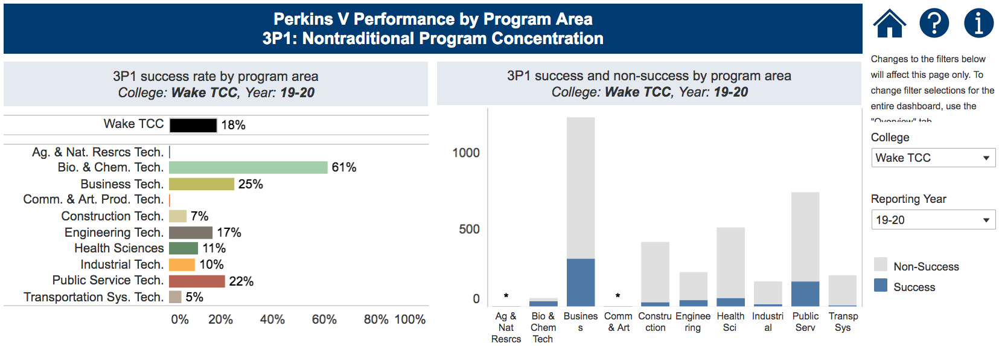 Perkins V Performance by Program Area
3P1: Nontraditional Program Concentration
Changes to the filters below
will affect this page only. To
change filter selections for the
entire dashboard, use the
"Overview" tab
3P1 success rate by program area
College: Wake TCC, Year: 19-20
Wake TCC 18%
Ag. & Nat. Resrcs Tech.
Bio. & Chem. Tech. 61%
Business Tech. 25%
Comm. & Art. Prod. Tech.
Construction Tech. 7%
Engineering Tech. 17%
Health Sciences 11%
Industrial Tech. 10%
Public Service Tech. 22%
Transportation Sys. Tech. 5%
0% 20% 40% 60% 80% 100%
3P1 success and non-success by program area
College: Wake TCC, Year: 19-20
1000
500
0
* *
Ag &
Nat
Resrcs
Bio &
Chem
Tech
Busines
s
Comm
& Art
Constru
ction
Enginee
ring
Health
Sci
Industri
al
Public
Serv
Transp
Sys
College
Wake TCC
Reporting Year
19-20
Non-Success
Success